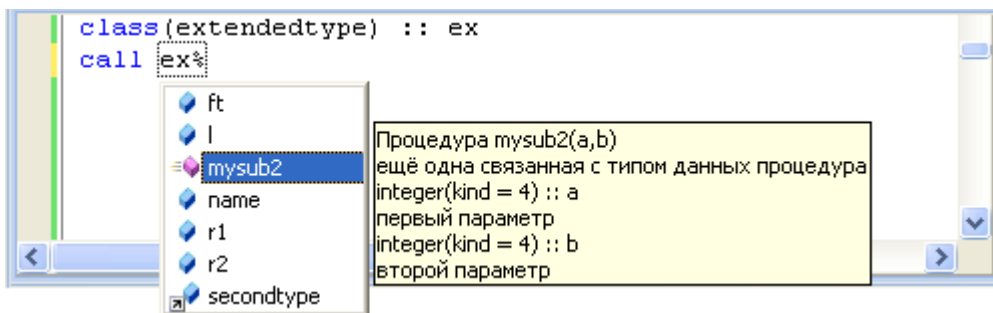 class(extendedtype) :: ex
call ex%
ft
l
mysub2
name
r1
r2
secondtype
Процедура mysub2(a,b)
ещё одна связанная с типом данных процедура
integer(kind = 4) :: a
первый параметр
integer(kind = 4) :: b
второй параметр